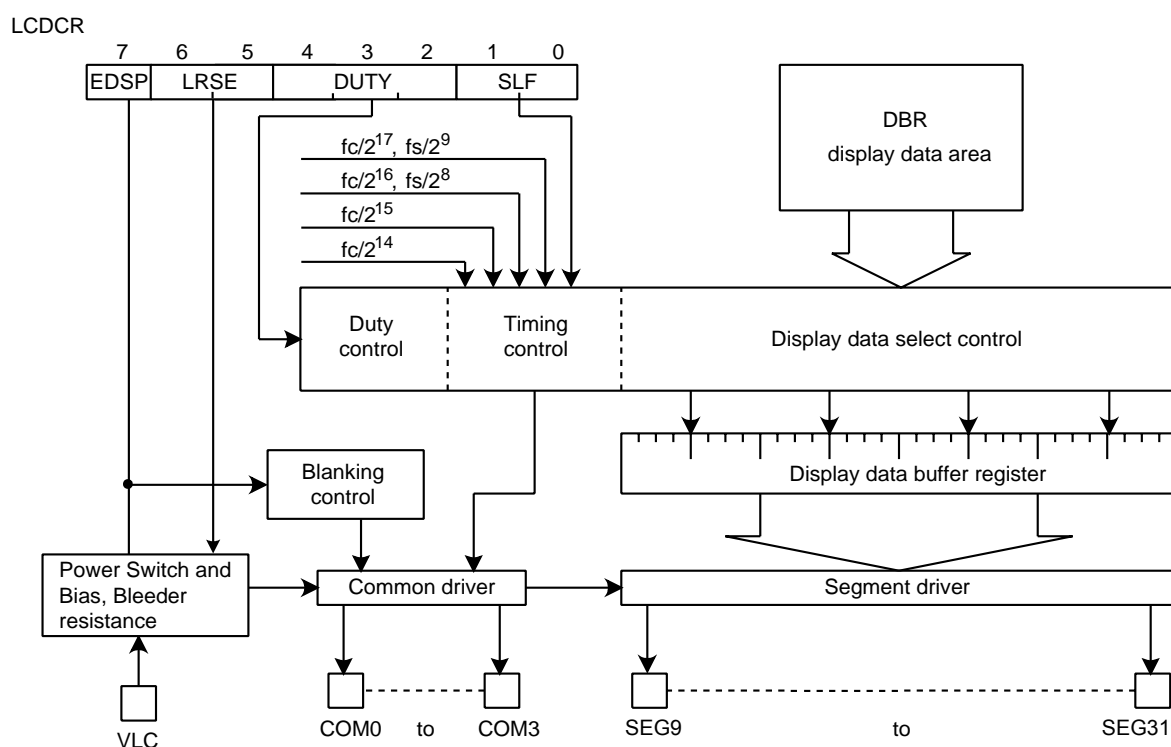 LCDCR
7 6 5 4 3 2 1 0
EDSP LRSE DUTY SLF
DBR
display data area
fc/2^17, fs/2^9
fc/2^16, fs/2^8
fc/2^15
fc/2^14
Duty
control
Timing
control
Display data select control
Blanking
control
Display data buffer register
Power Switch and
Bias, Bleeder
resistance
Common driver
Segment driver
VLC
COM0 to COM3
SEG9 to SEG31